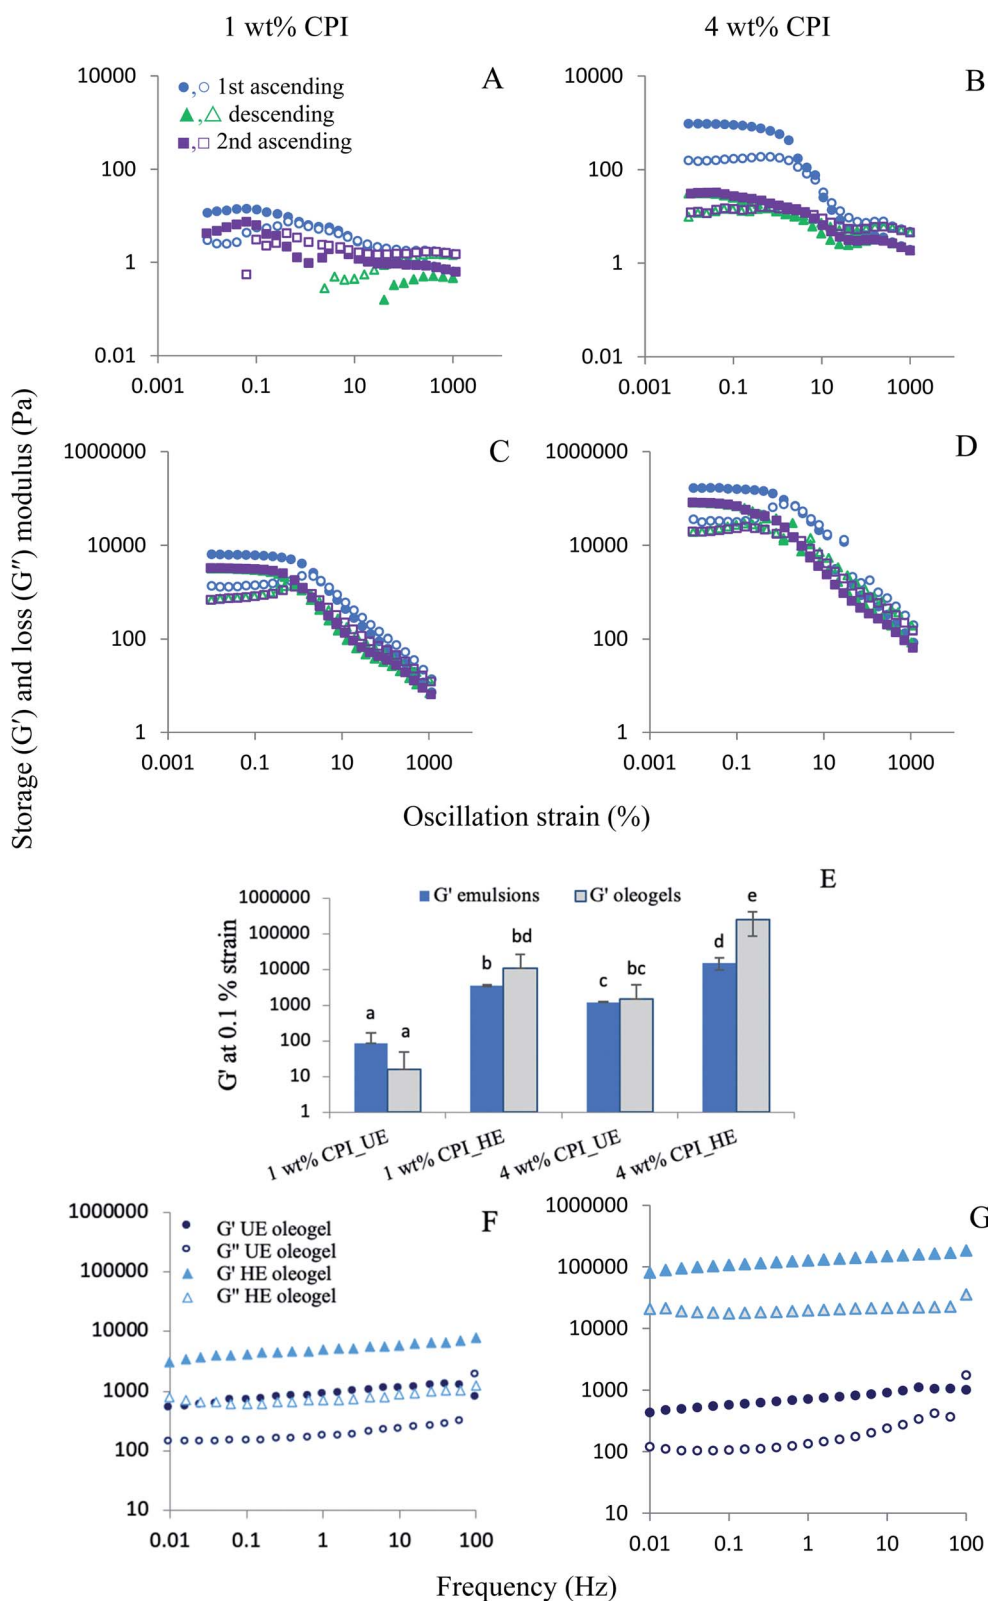 1 wt% CPI
4 wt% CPI
A
B
10000
100
1
0.01
0.001
0.1
10
1000
1st ascending
descending
2nd ascending
10000
100
1
0.01
0.001
0.1
10
1000
Storage (G′) and loss (G″) modulus (Pa)
C
D
1000000
10000
100
1
0.001
0.1
10
1000
1000000
10000
100
1
0.001
0.1
10
1000
Oscillation strain (%)
E
G' emulsions
G' oleogels
G' at 0.1 % strain
1000000
100000
10000
1000
100
10
1
a
a
b
bd
c
bc
d
e
1 wt% CPI_UE
1 wt% CPI_HE
4 wt% CPI_UE
4 wt% CPI_HE
F
G
1000000
100000
10000
1000
100
10
0.01
0.1
1
10
100
G' UE oleogel
G" UE oleogel
G' HE oleogel
G" HE oleogel
1000000
100000
10000
1000
100
10
0.01
0.1
1
10
100
Frequency (Hz)